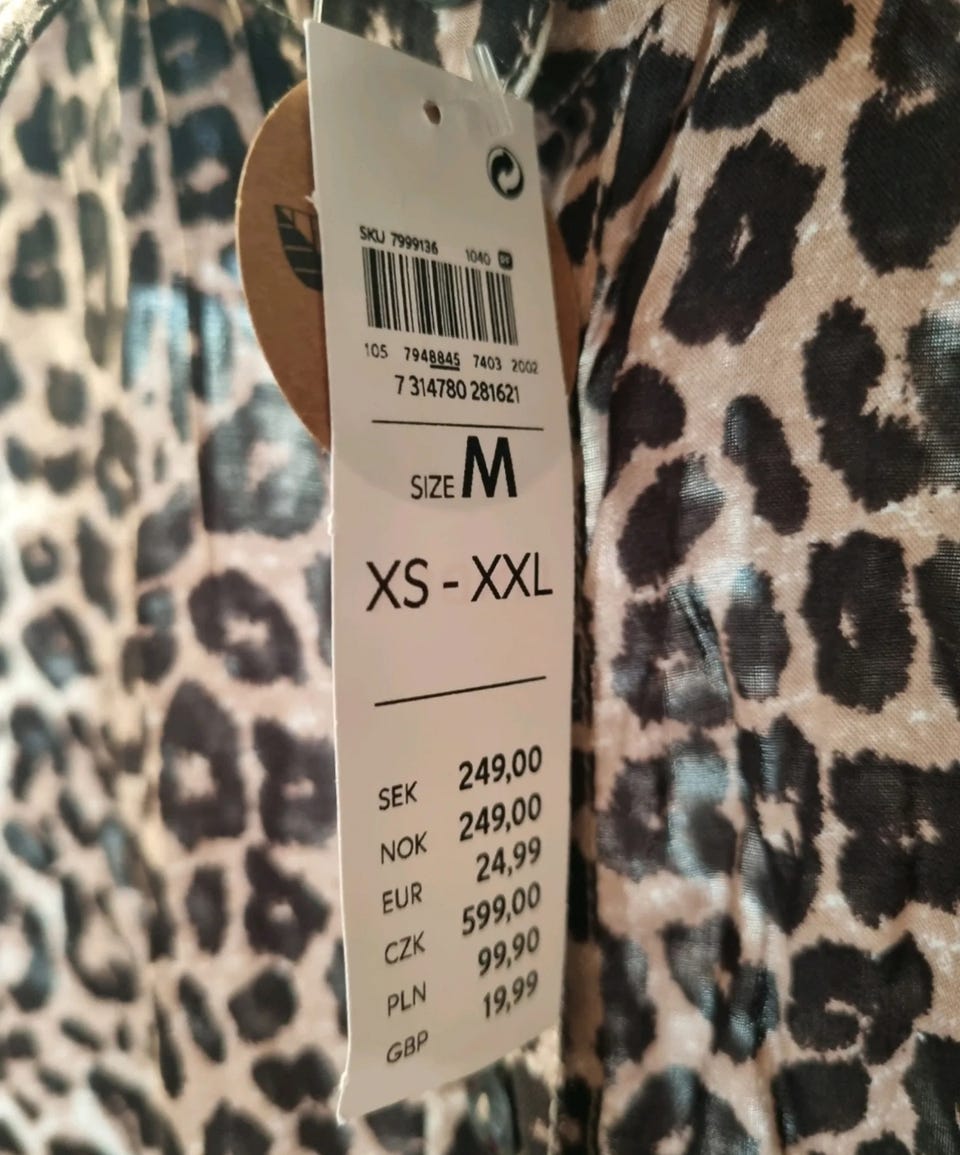 SKU 7999136 1040
105 7948845 7403 2002
7 314780 281621
SIZE M
XS - XXL
SEK 249,00
NOK 249,00
EUR 24,99
CZK 599,00
PLN 99,90
GBP 19,99